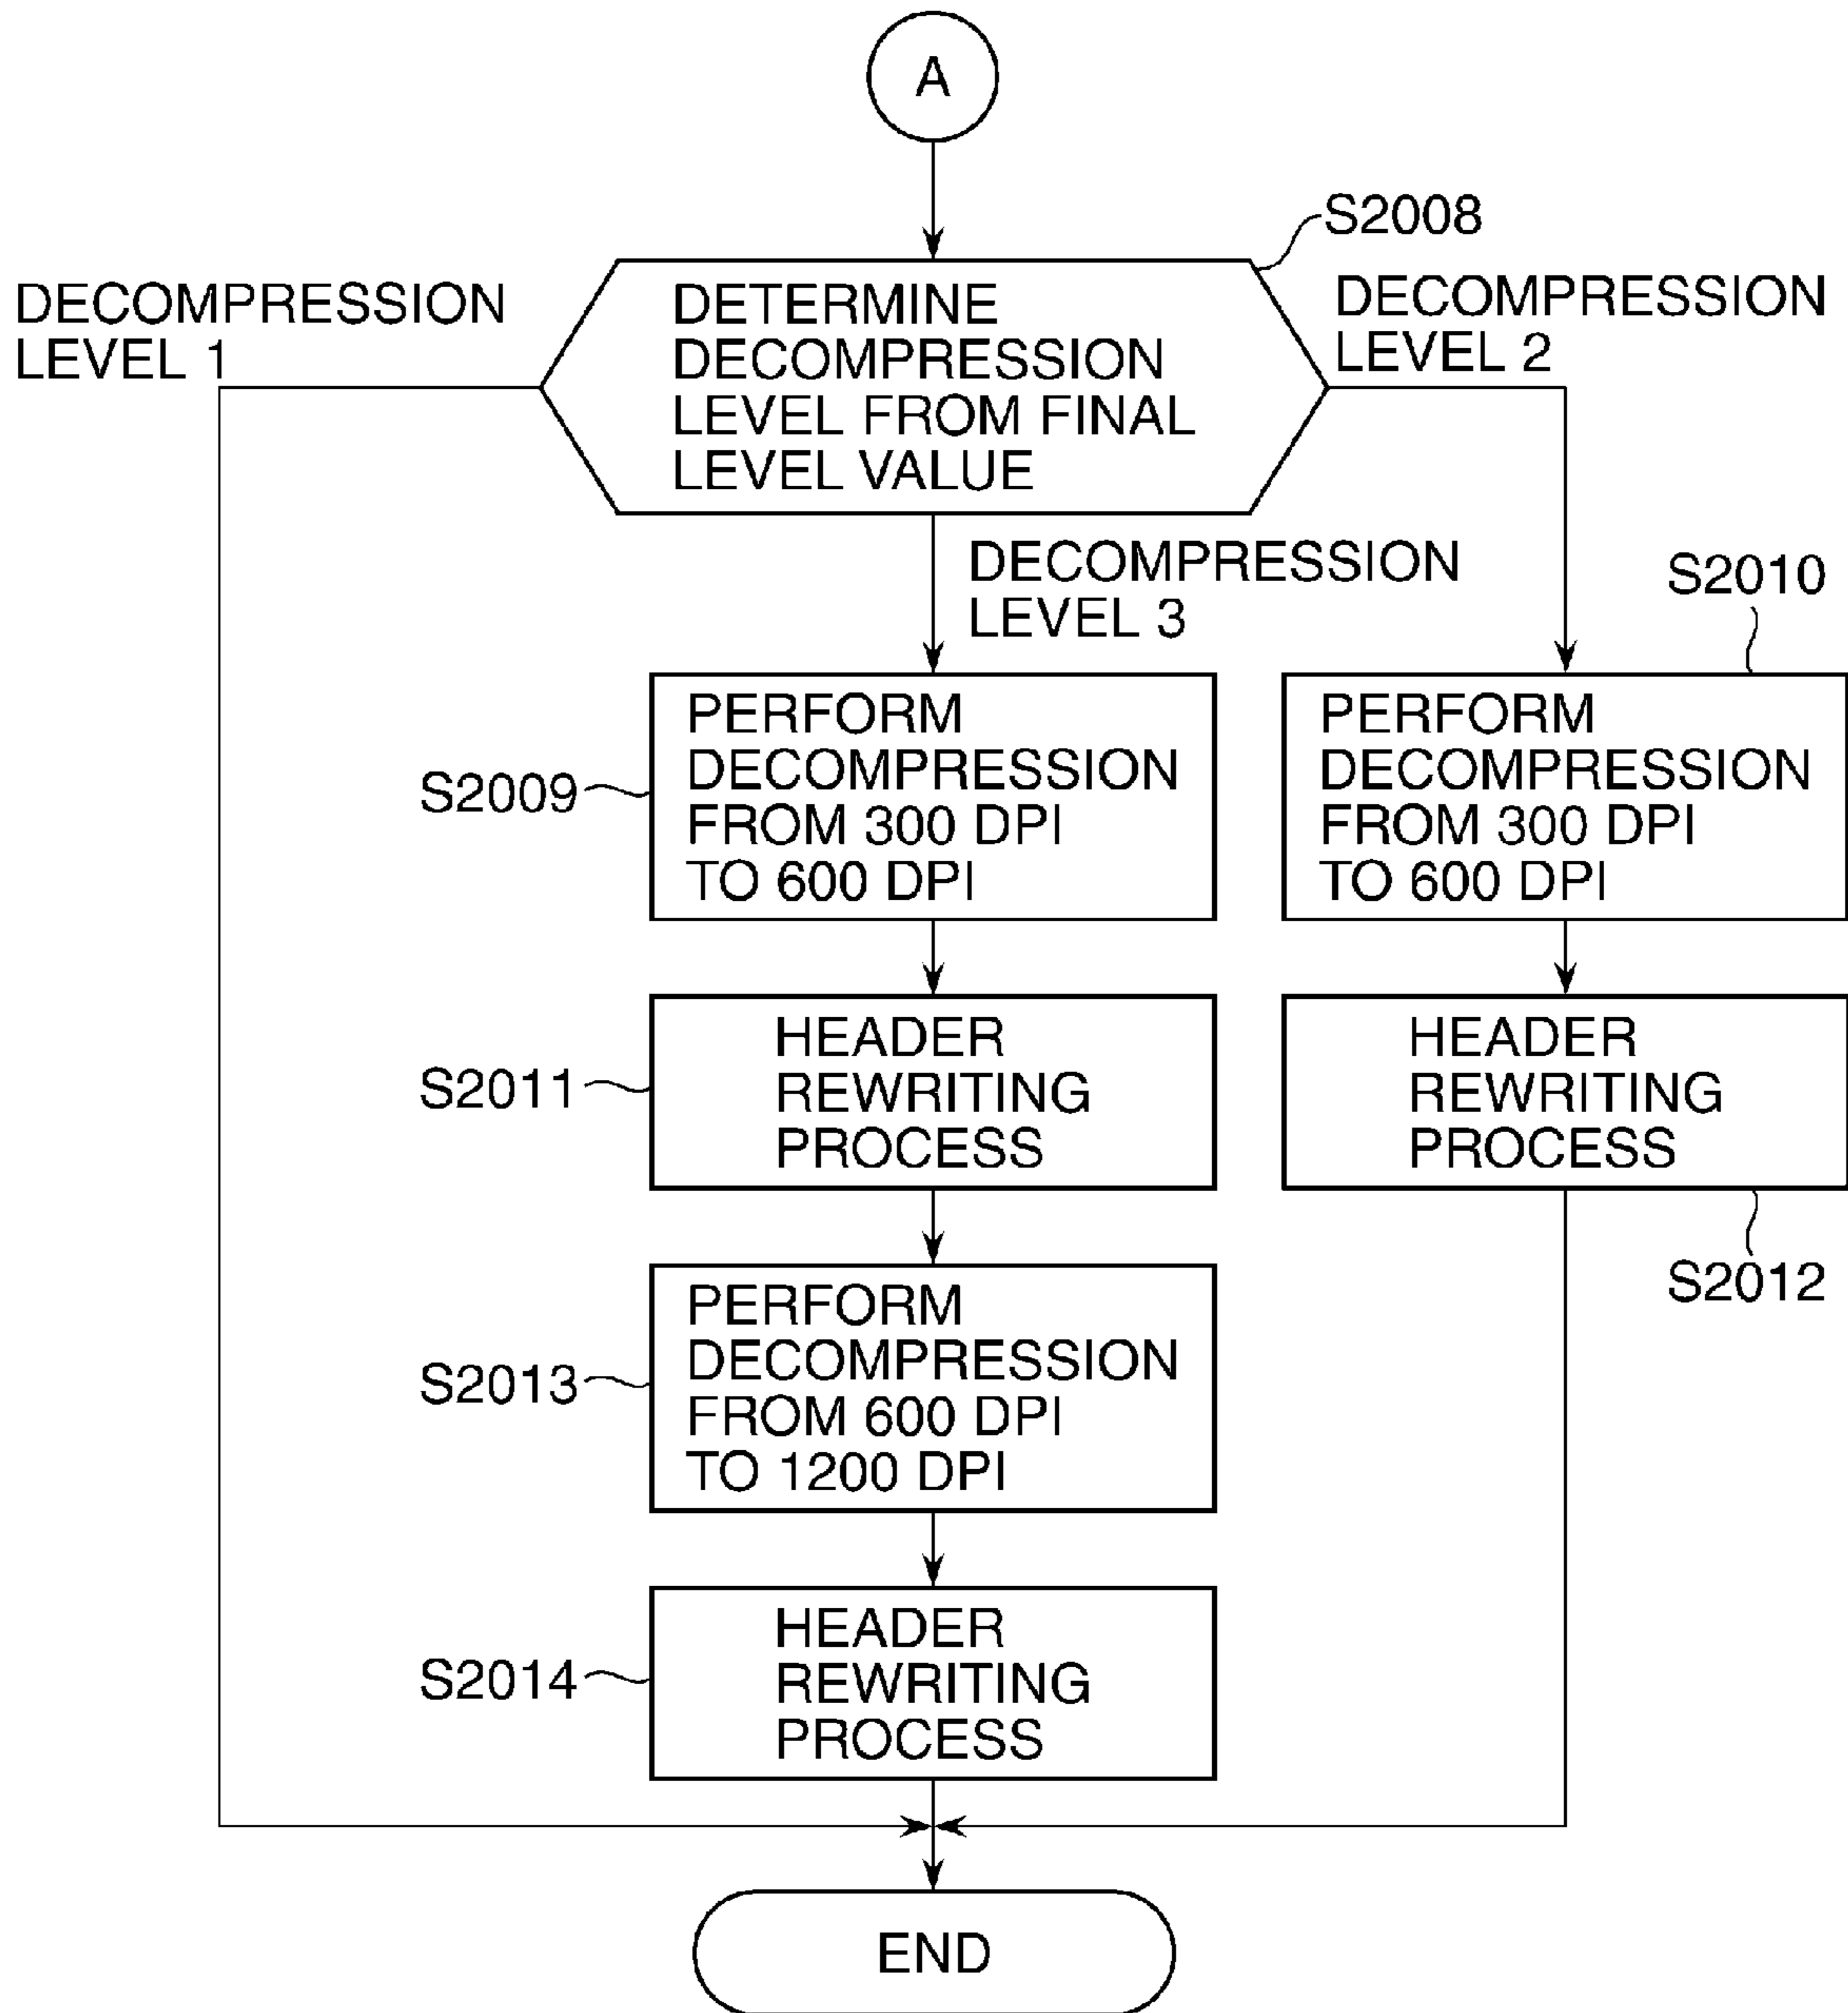 A
S2008
DECOMPRESSION
LEVEL 1
DETERMINE
DECOMPRESSION
LEVEL FROM FINAL
LEVEL VALUE
DECOMPRESSION
LEVEL 2
DECOMPRESSION
LEVEL 3
S2010
S2009
PERFORM
DECOMPRESSION
FROM 300 DPI
TO 600 DPI
PERFORM
DECOMPRESSION
FROM 300 DPI
TO 600 DPI
S2011
HEADER
REWRITING
PROCESS
HEADER
REWRITING
PROCESS
S2012
S2013
PERFORM
DECOMPRESSION
FROM 600 DPI
TO 1200 DPI
S2014
HEADER
REWRITING
PROCESS
END